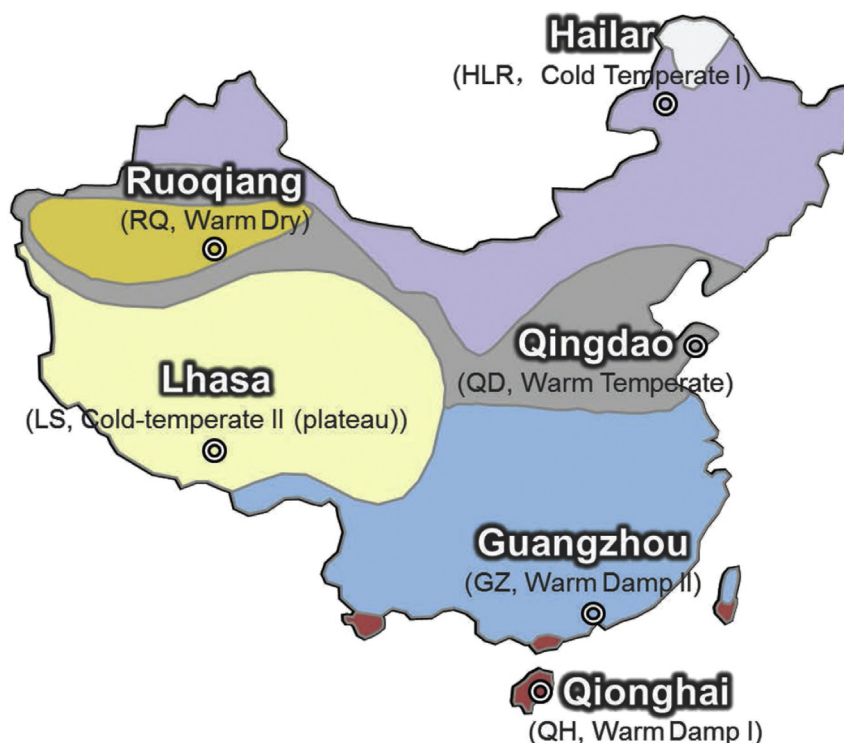 Hailar
(HLR，Cold Temperate I)
Ruoqiang
(RQ, Warm Dry)
Qingdao
(QD, Warm Temperate)
Lhasa
(LS, Cold-temperate II (plateau))
Guangzhou
(GZ, Warm Damp II)
Qionghai
(QH, Warm Damp I)